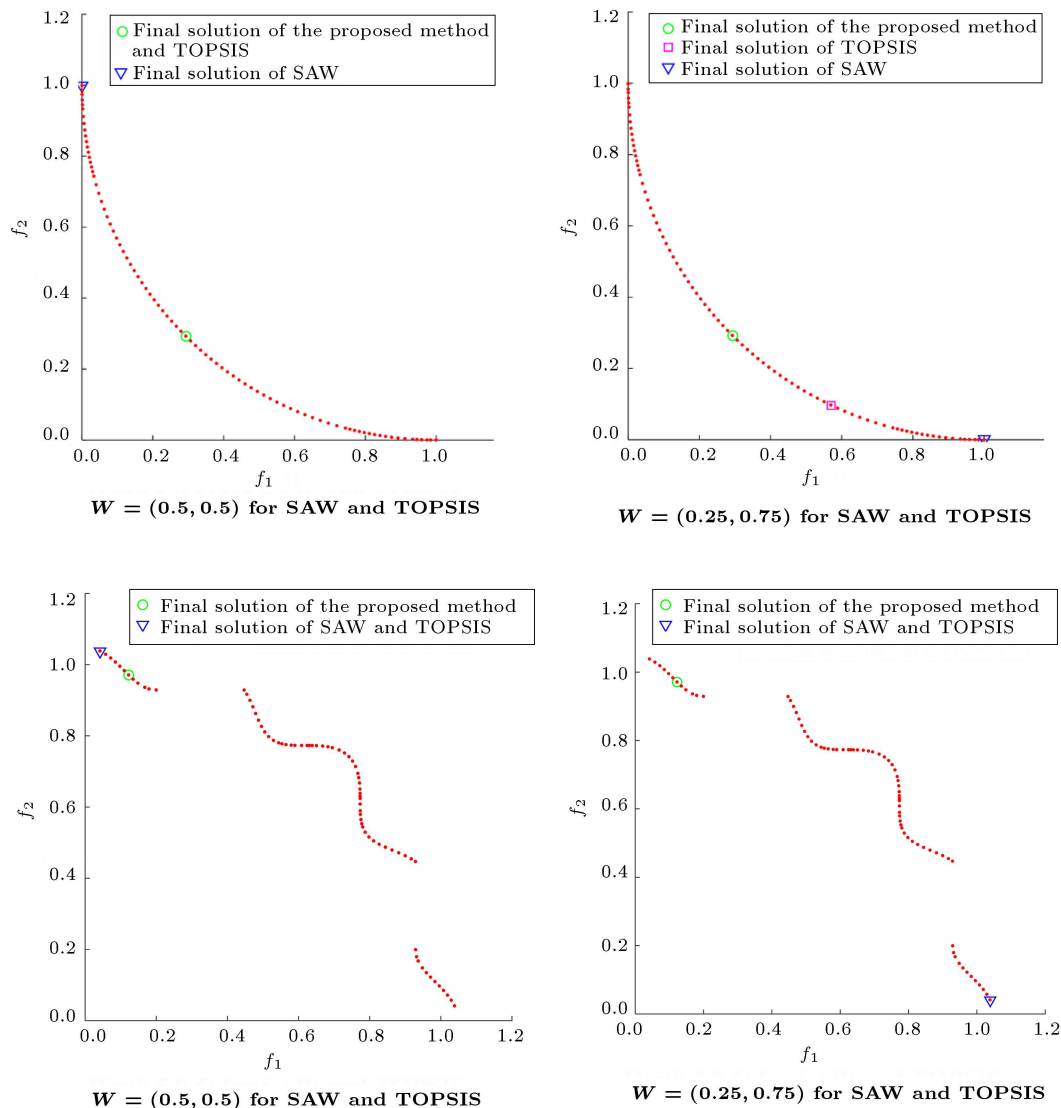 Final solution of the proposed method
and TOPSIS
Final solution of SAW
1.2
1.0
0.8
0.6
0.4
0.2
0.0
f2
0.0 0.2 0.4 0.6 0.8 1.0
f1
W = (0.5, 0.5) for SAW and TOPSIS
Final solution of the proposed method
Final solution of TOPSIS
Final solution of SAW
1.2
1.0
0.8
0.6
0.4
0.2
0.0
f2
0.0 0.2 0.4 0.6 0.8 1.0
f1
W = (0.25, 0.75) for SAW and TOPSIS
Final solution of the proposed method
Final solution of SAW and TOPSIS
1.2
1.0
0.8
0.6
0.4
0.2
0.0
f2
0.0 0.2 0.4 0.6 0.8 1.0 1.2
f1
W = (0.5, 0.5) for SAW and TOPSIS
Final solution of the proposed method
Final solution of SAW and TOPSIS
1.2
1.0
0.8
0.6
0.4
0.2
0.0
f2
0.0 0.2 0.4 0.6 0.8 1.0 1.2
f1
W = (0.25, 0.75) for SAW and TOPSIS